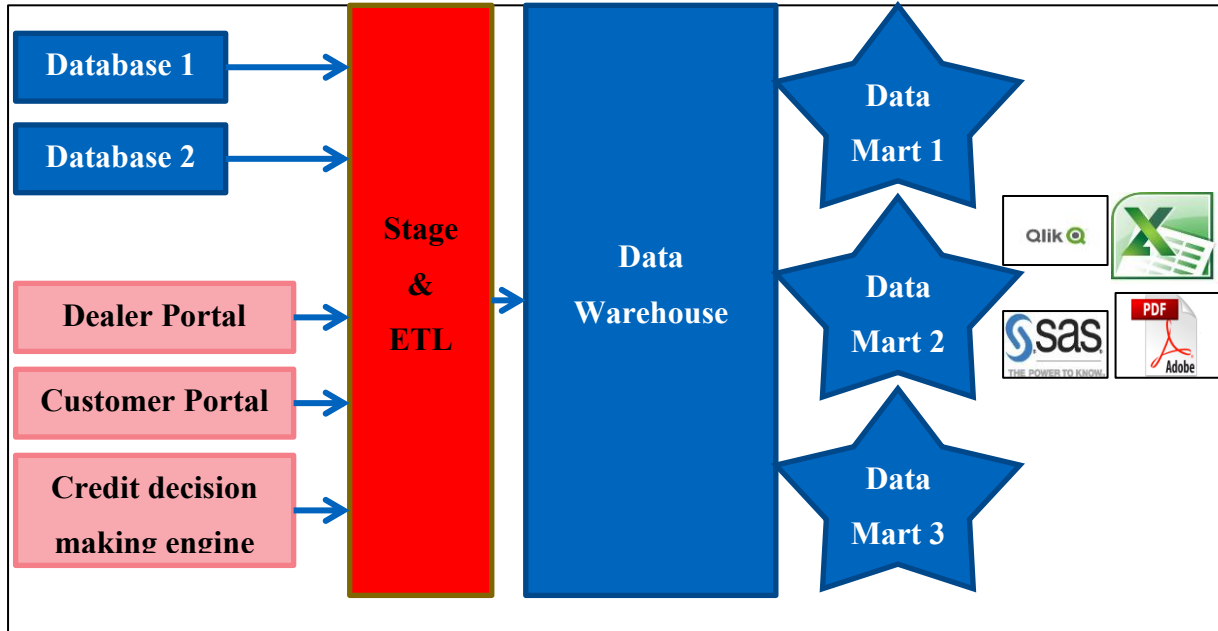 Database 1
Database 2
Dealer Portal
Customer Portal
Credit decision
making engine
Stage
&
ETL
Data
Warehouse
Data
Mart 1
Data
Mart 2
Data
Mart 3
Qlik
X
sas
THE POWER TO KNOW.
PDF
Adobe